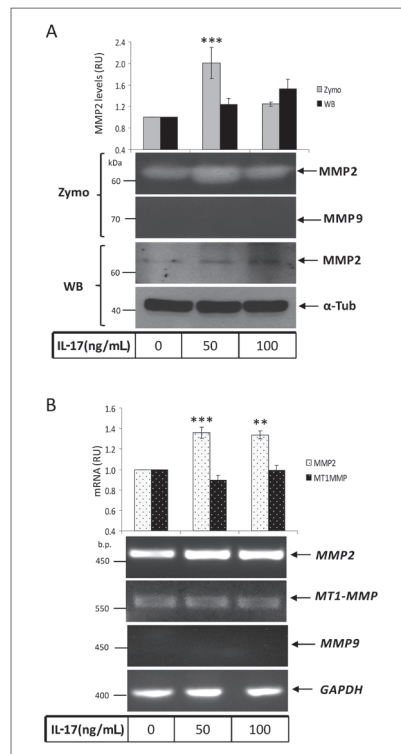 A
***
MMP2 levels (RU)
2.4
2.0
1.6
1.2
0.8
0.4
Zymo
WB
kDa
Zymo
60
MMP2
70
MMP9
WB
60
MMP2
40
α-Tub
IL-17(ng/mL) 0 50 100
B
*** **
mRNA (RU)
1.6
1.4
1.2
1.0
0.8
0.6
0.4
MMP2
MT1MMP
b.p.
450
MMP2
550
MT1-MMP
450
MMP9
400
GAPDH
IL-17(ng/mL) 0 50 100